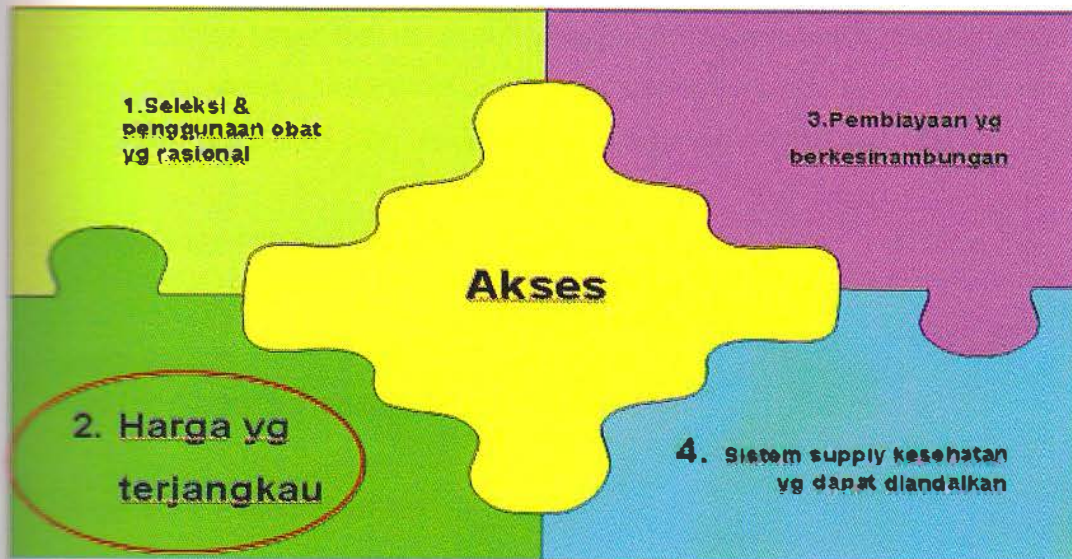 1.Seleksi &
penggunaan obat
yg rasional
3.Pembiayaan yg
berkesinambungan
Akses
2. Harga yg
terjangkau
4. Sistem supply kesehatan
yg dapat diandalkan